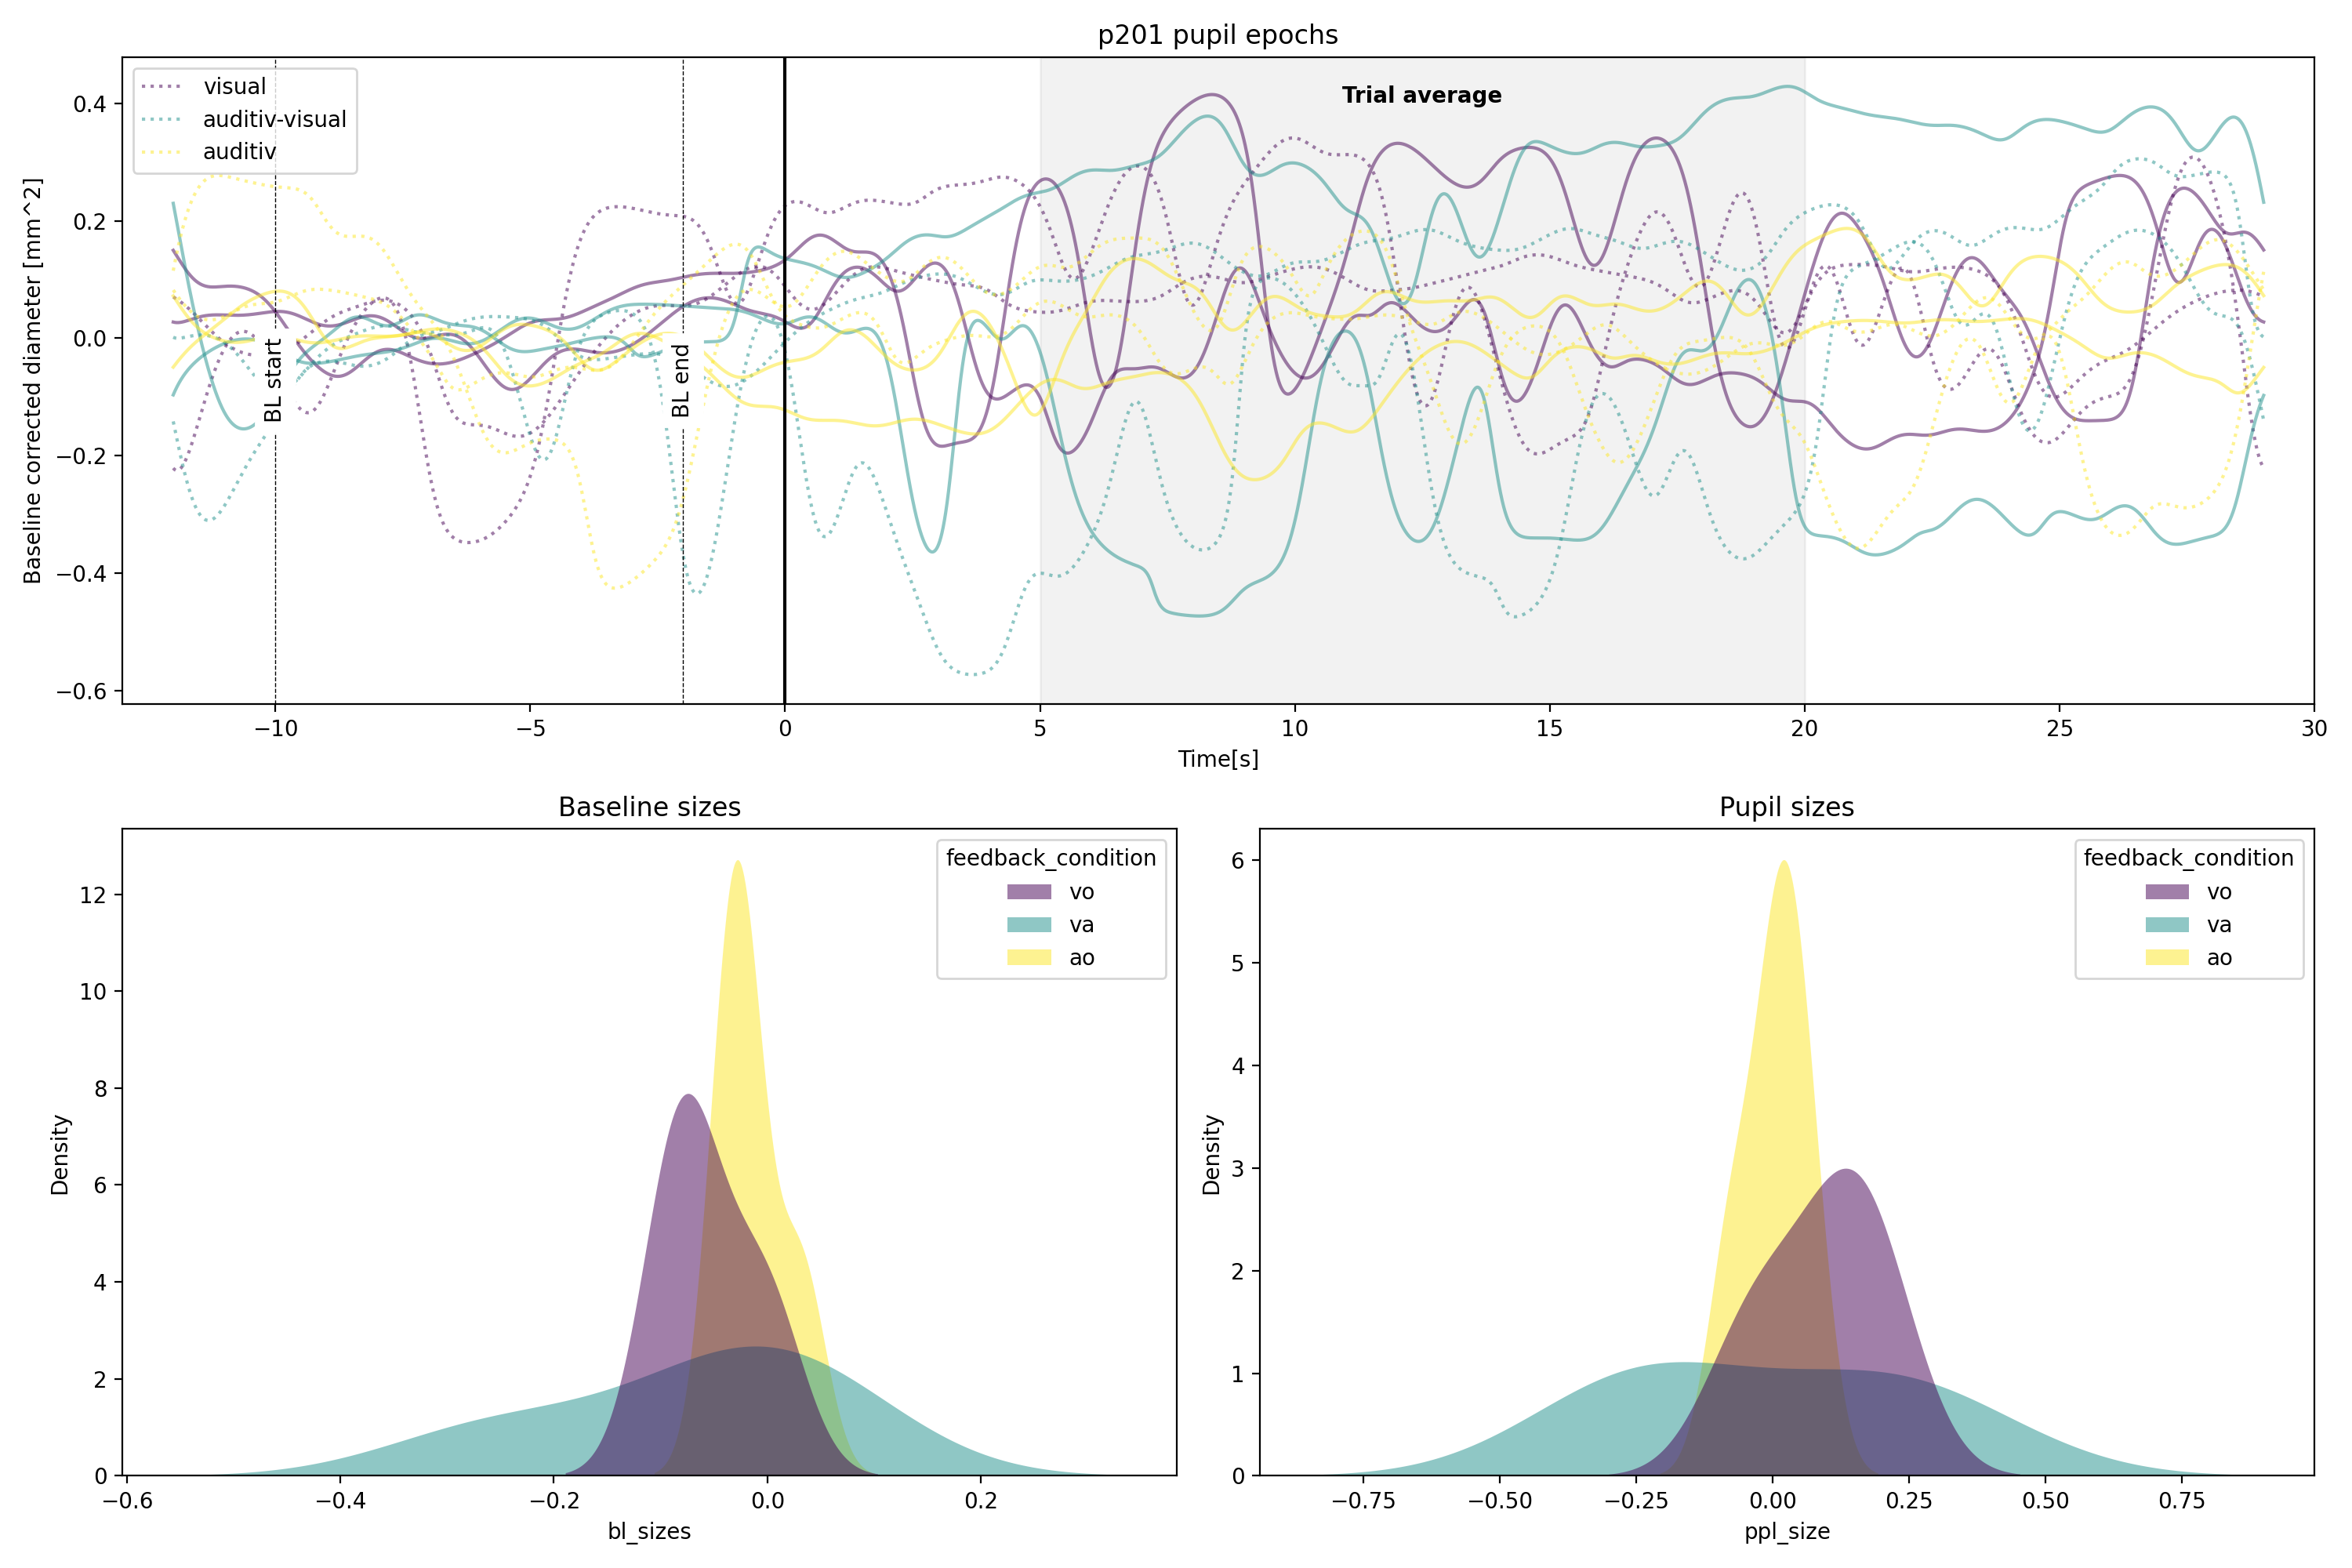 p201 pupil epochs
visual
auditiv-visual
auditiv
Trial average
BL start
BL end
Baseline corrected diameter [mm^2]
0.4
0.2
0.0
−0.2
−0.4
−0.6
−10
−5
0
5
10
15
20
25
30
Time[s]
Baseline sizes
feedback_condition
vo
va
ao
Density
12
10
8
6
4
2
0
−0.6
−0.4
−0.2
0.0
0.2
bl_sizes
Pupil sizes
feedback_condition
vo
va
ao
Density
6
5
4
3
2
1
0
−0.75
−0.50
−0.25
0.00
0.25
0.50
0.75
ppl_size